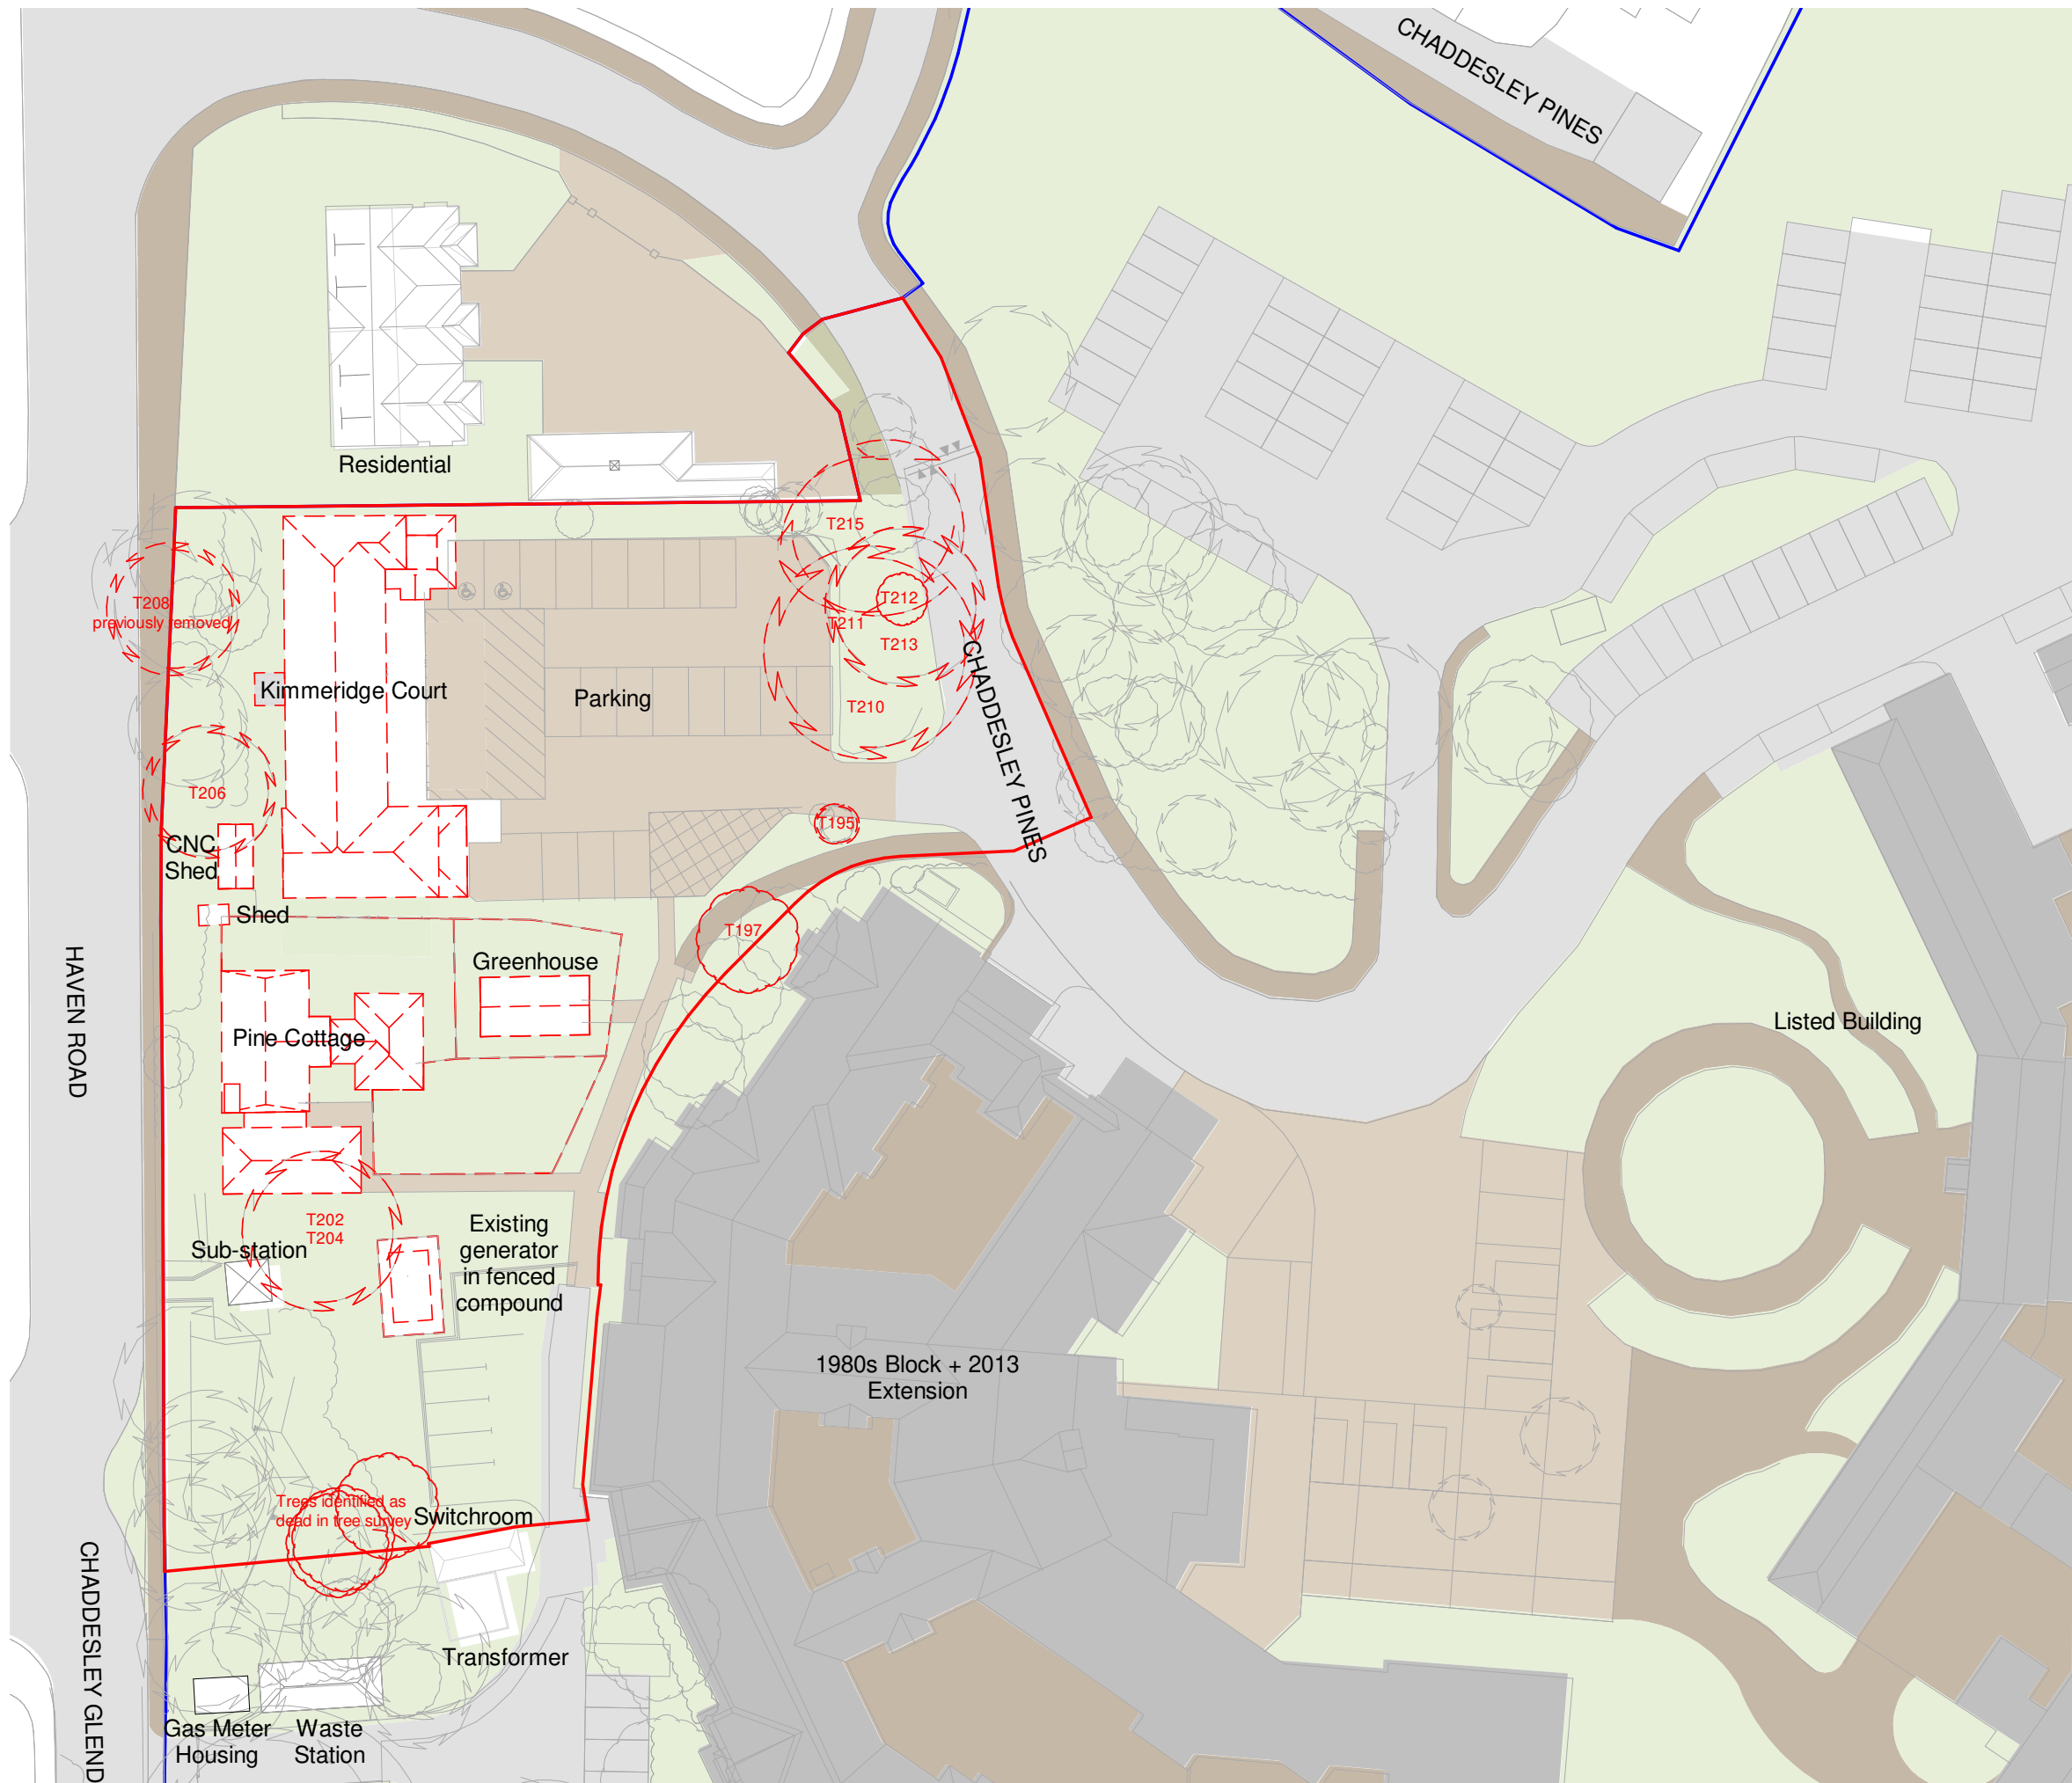 CHADDESLEY PINES
Residential
T215
T208
previously removed
T212
T211
T213
Kimmeridge Court
Parking
T210
CHADDESLEY PINES
T206
T195
CNC
Shed
Shed
T197
Greenhouse
HAVEN ROAD
Pine Cottage
Listed Building
T202
T204
Sub-station
Existing
generator
in fenced
compound
1980s Block + 2013
Extension
Trees identified as
dead in tree survey
Switchroom
CHADDESLEY GLEND
Transformer
Gas Meter
Housing
Waste
Station